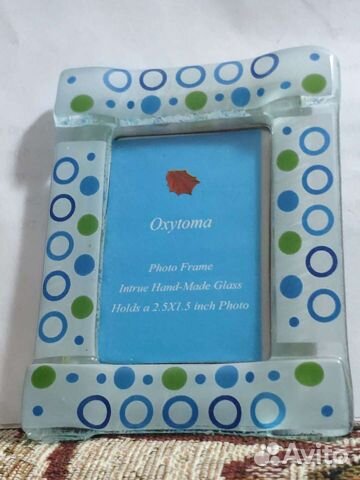 Oxytoma
Photo Frame
Intrue Hand-Made Glass
Holds a 2.5X1.5 inch Photo
Avito